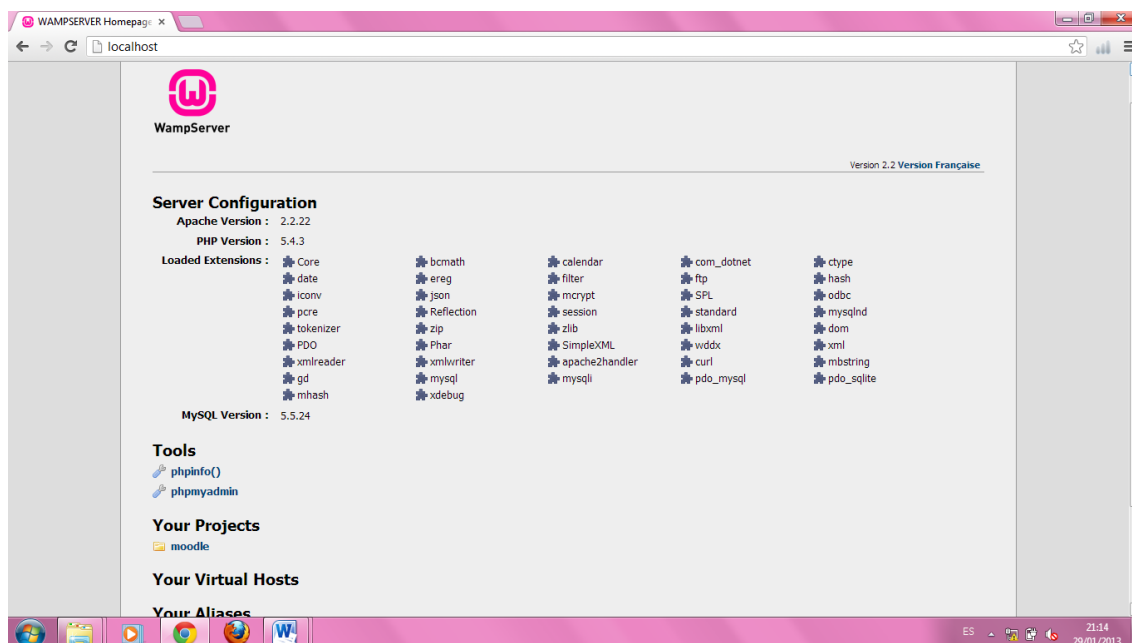 WAMPSERVER Homepage
localhost
WampServer
Version 2.2 Version Française
Server Configuration
Apache Version : 2.2.22
PHP Version : 5.4.3
Loaded Extensions : Core bcmath calendar com_dotnet ctype
date ereg filter ftp hash
iconv json mcrypt SPL odbc
pcre Reflection session standard mysqlnd
tokenizer zip zlib libxml dom
PDO Phar SimpleXML wddx xml
xmlreader xmlwriter apache2handler curl mbstring
gd mysql mysqli pdo_mysql pdo_sqlite
mhash xdebug
MySQL Version : 5.5.24
Tools
phpinfo()
phpmyadmin
Your Projects
moodle
Your Virtual Hosts
Your Aliases
ES 21:14
29/01/2013